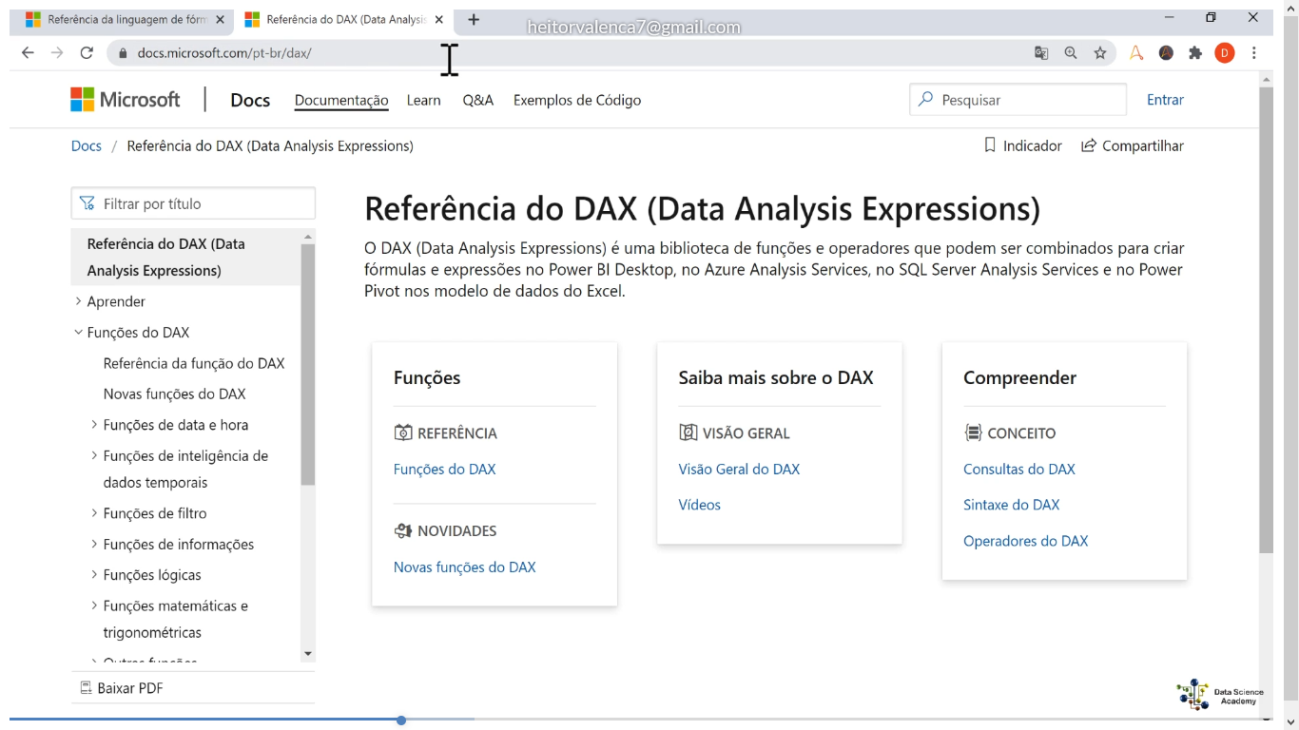 Referência da linguagem de fórm
Referência do DAX (Data Analysis
heitorvalenca7@gmail.com
docs.microsoft.com/pt-br/dax/
D
Microsoft
Docs
Documentação
Learn
Q&A
Exemplos de Código
Pesquisar
Entrar
Docs / Referência do DAX (Data Analysis Expressions)
Indicador
Compartilhar
Filtrar por título
Referência do DAX (Data
Analysis Expressions)
Aprender
Funções do DAX
Referência da função do DAX
Novas funções do DAX
Funções de data e hora
Funções de inteligência de
dados temporais
Funções de filtro
Funções de informações
Funções lógicas
Funções matemáticas e
trigonométricas
Outras funções
Baixar PDF
Referência do DAX (Data Analysis Expressions)
O DAX (Data Analysis Expressions) é uma biblioteca de funções e operadores que podem ser combinados para criar
fórmulas e expressões no Power BI Desktop, no Azure Analysis Services, no SQL Server Analysis Services e no Power
Pivot nos modelo de dados do Excel.
Funções
REFERÊNCIA
Funções do DAX
NOVIDADES
Novas funções do DAX
Saiba mais sobre o DAX
VISÃO GERAL
Visão Geral do DAX
Vídeos
Compreender
CONCEITO
Consultas do DAX
Sintaxe do DAX
Operadores do DAX
Data Science
Academy